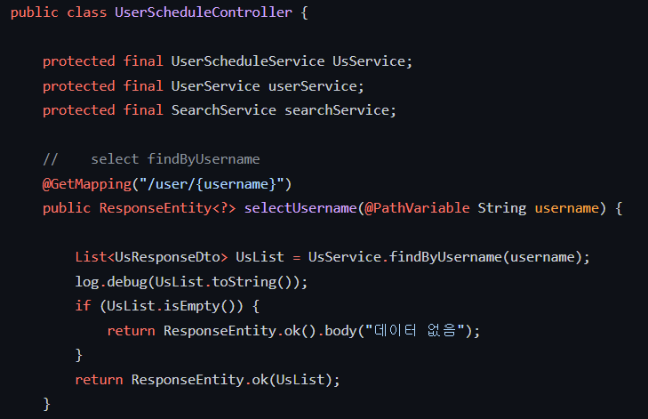 public class UserScheduleController {
protected final UserScheduleService UsService;
protected final UserService userService;
protected final SearchService searchService;
//    select findByUsername
@GetMapping("/user/{username}")
public ResponseEntity<?> selectUsername(@PathVariable String username) {
List<UsResponseDto> UsList = UsService.findByUsername(username);
log.debug(UsList.toString());
if (UsList.isEmpty()) {
return ResponseEntity.ok().body("데이터 없음");
}
return ResponseEntity.ok(UsList);
}